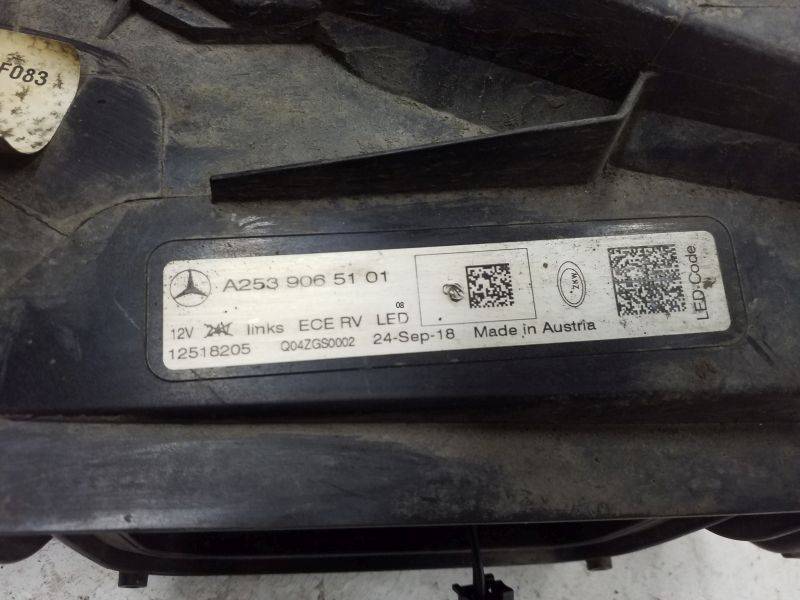 F083
A253 906 51 01
12V 24V links ECE RV LED 08
12518205 Q04ZGS0002 24-Sep-18 Made in Austria
ZKW
LED-Code